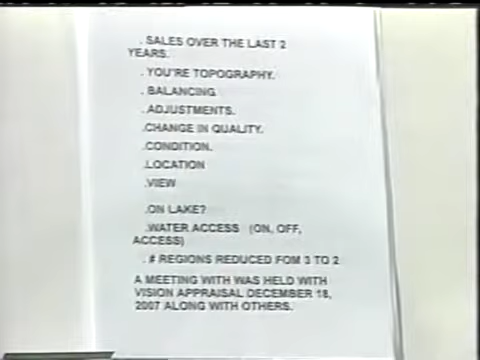 . SALES OVER THE LAST 2
YEARS.
. YOU'RE TOPOGRAPHY.
. BALANCING.
. ADJUSTMENTS.
.CHANGE IN QUALITY.
.CONDITION.
.LOCATION
.VIEW
.ON LAKE?
.WATER ACCESS (ON, OFF,
ACCESS)
. # REGIONS REDUCED FOM 3 TO 2
A MEETING WITH WAS HELD WITH
VISION APPRAISAL DECEMBER 18,
2007 ALONG WITH OTHERS.